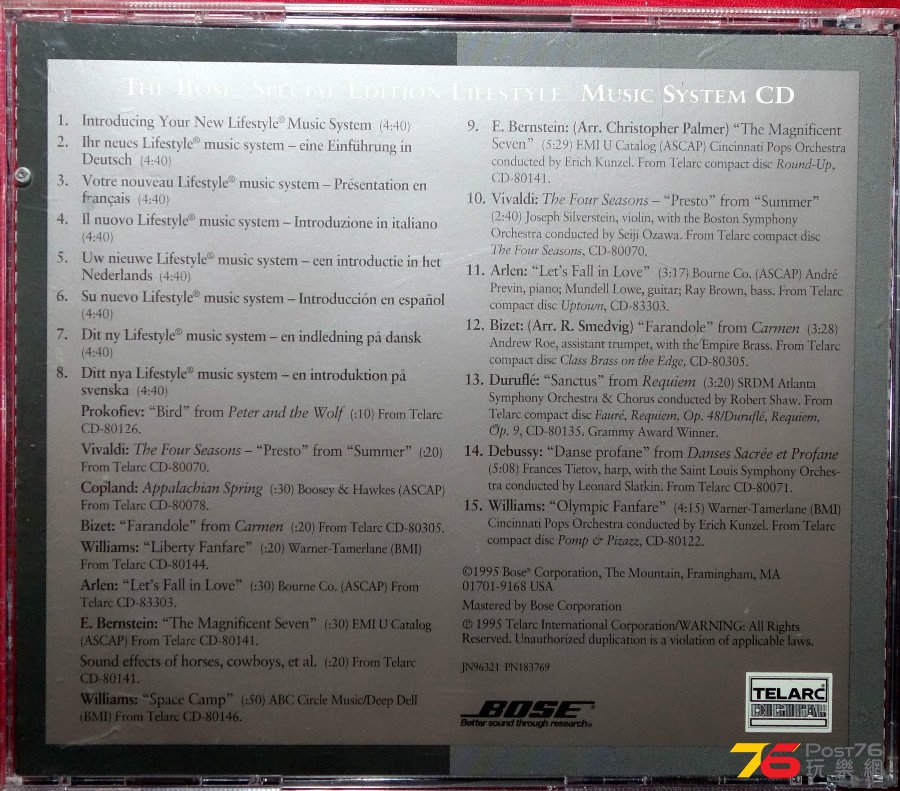 THE BOSE® SPECIAL EDITION LIFESTYLE® MUSIC SYSTEM CD
1. Introducing Your New Lifestyle® Music System (4:40)
2. Ihr neues Lifestyle® music system – eine Einführung in
Deutsch (4:40)
3. Votre nouveau Lifestyle® music system – Présentation en
français (4:40)
4. Il nuovo Lifestyle® music system – Introduzione in italiano
(4:40)
5. Uw nieuwe Lifestyle® music system – een introductie in het
Nederlands (4:40)
6. Su nuevo Lifestyle® music system – Introducción en español
(4:40)
7. Dit ny Lifestyle® music system – en indledning på dansk
(4:40)
8. Ditt nya Lifestyle® music system – en introduktion på
svenska (4:40)
Prokofiev: “Bird” from Peter and the Wolf (:10) From Telarc
CD-80126.
Vivaldi: The Four Seasons – “Presto” from “Summer” (:20)
From Telarc CD-80070.
Copland: Appalachian Spring (:30) Boosey & Hawkes (ASCAP)
From Telarc CD-80078.
Bizet: “Farandole” from Carmen (:20) From Telarc CD-80305.
Williams: “Liberty Fanfare” (:20) Warner-Tamerlane (BMI)
From Telarc CD-80144.
Arlen: “Let’s Fall in Love” (:30) Bourne Co. (ASCAP) From
Telarc CD-83303.
E. Bernstein: “The Magnificent Seven” (:30) EMI U Catalog
(ASCAP) From Telarc CD-80141.
Sound effects of horses, cowboys, et al. (:20) From Telarc
CD-80141.
Williams: “Space Camp” (:50) ABC Circle Music/Deep Dell
(BMI) From Telarc CD-80146.
9. E. Bernstein: (Arr. Christopher Palmer) “The Magnificent
Seven” (5:29) EMI U Catalog (ASCAP) Cincinnati Pops Orchestra
conducted by Erich Kunzel. From Telarc compact disc Round-Up,
CD-80141.
10. Vivaldi: The Four Seasons – “Presto” from “Summer”
(2:40) Joseph Silverstein, violin, with the Boston Symphony
Orchestra conducted by Seiji Ozawa. From Telarc compact disc
The Four Seasons, CD-80070.
11. Arlen: “Let’s Fall in Love” (3:17) Bourne Co. (ASCAP) André
Previn, piano; Mundell Lowe, guitar; Ray Brown, bass. From Telarc
compact disc Uptown, CD-83303.
12. Bizet: (Arr. R. Smedvig) “Farandole” from Carmen (3:28)
Andrew Roe, assistant trumpet, with the Empire Brass. From Telarc
compact disc Class Brass on the Edge, CD-80305.
13. Duruflé: “Sanctus” from Requiem (3:20) SRDM Atlanta
Symphony Orchestra & Chorus conducted by Robert Shaw. From
Telarc compact disc Fauré, Requiem, Op. 48/Duruflé, Requiem,
Op. 9, CD-80135. Grammy Award Winner.
14. Debussy: “Danse profane” from Danses Sacrée et Profane
(5:08) Frances Tietov, harp, with the Saint Louis Symphony Orches-
tra conducted by Leonard Slatkin. From Telarc CD-80071.
15. Williams: “Olympic Fanfare” (4:15) Warner-Tamerlane (BMI)
Cincinnati Pops Orchestra conducted by Erich Kunzel. From Telarc
compact disc Pomp & Pizazz, CD-80122.
©1995 Bose® Corporation, The Mountain, Framingham, MA
01701-9168 USA
Mastered by Bose Corporation
℗ 1995 Telarc International Corporation/WARNING: All Rights
Reserved. Unauthorized duplication is a violation of applicable laws.
JN96321 PN183769
BOSE
Better sound through research®
TELARC
DIGITAL
76 Post76
玩樂網